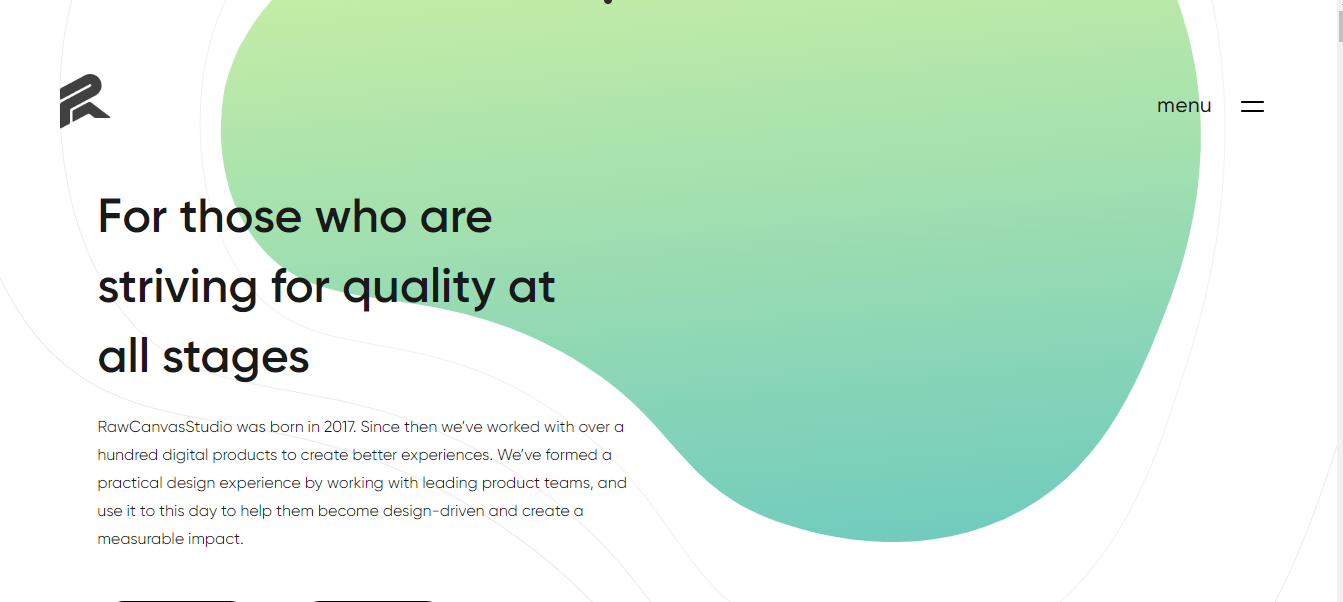 menu
For those who are
striving for quality at
all stages
RawCanvasStudio was born in 2017. Since then we've worked with over a
hundred digital products to create better experiences. We've formed a
practical design experience by working with leading product teams, and
use it to this day to help them become design-driven and create a
measurable impact.